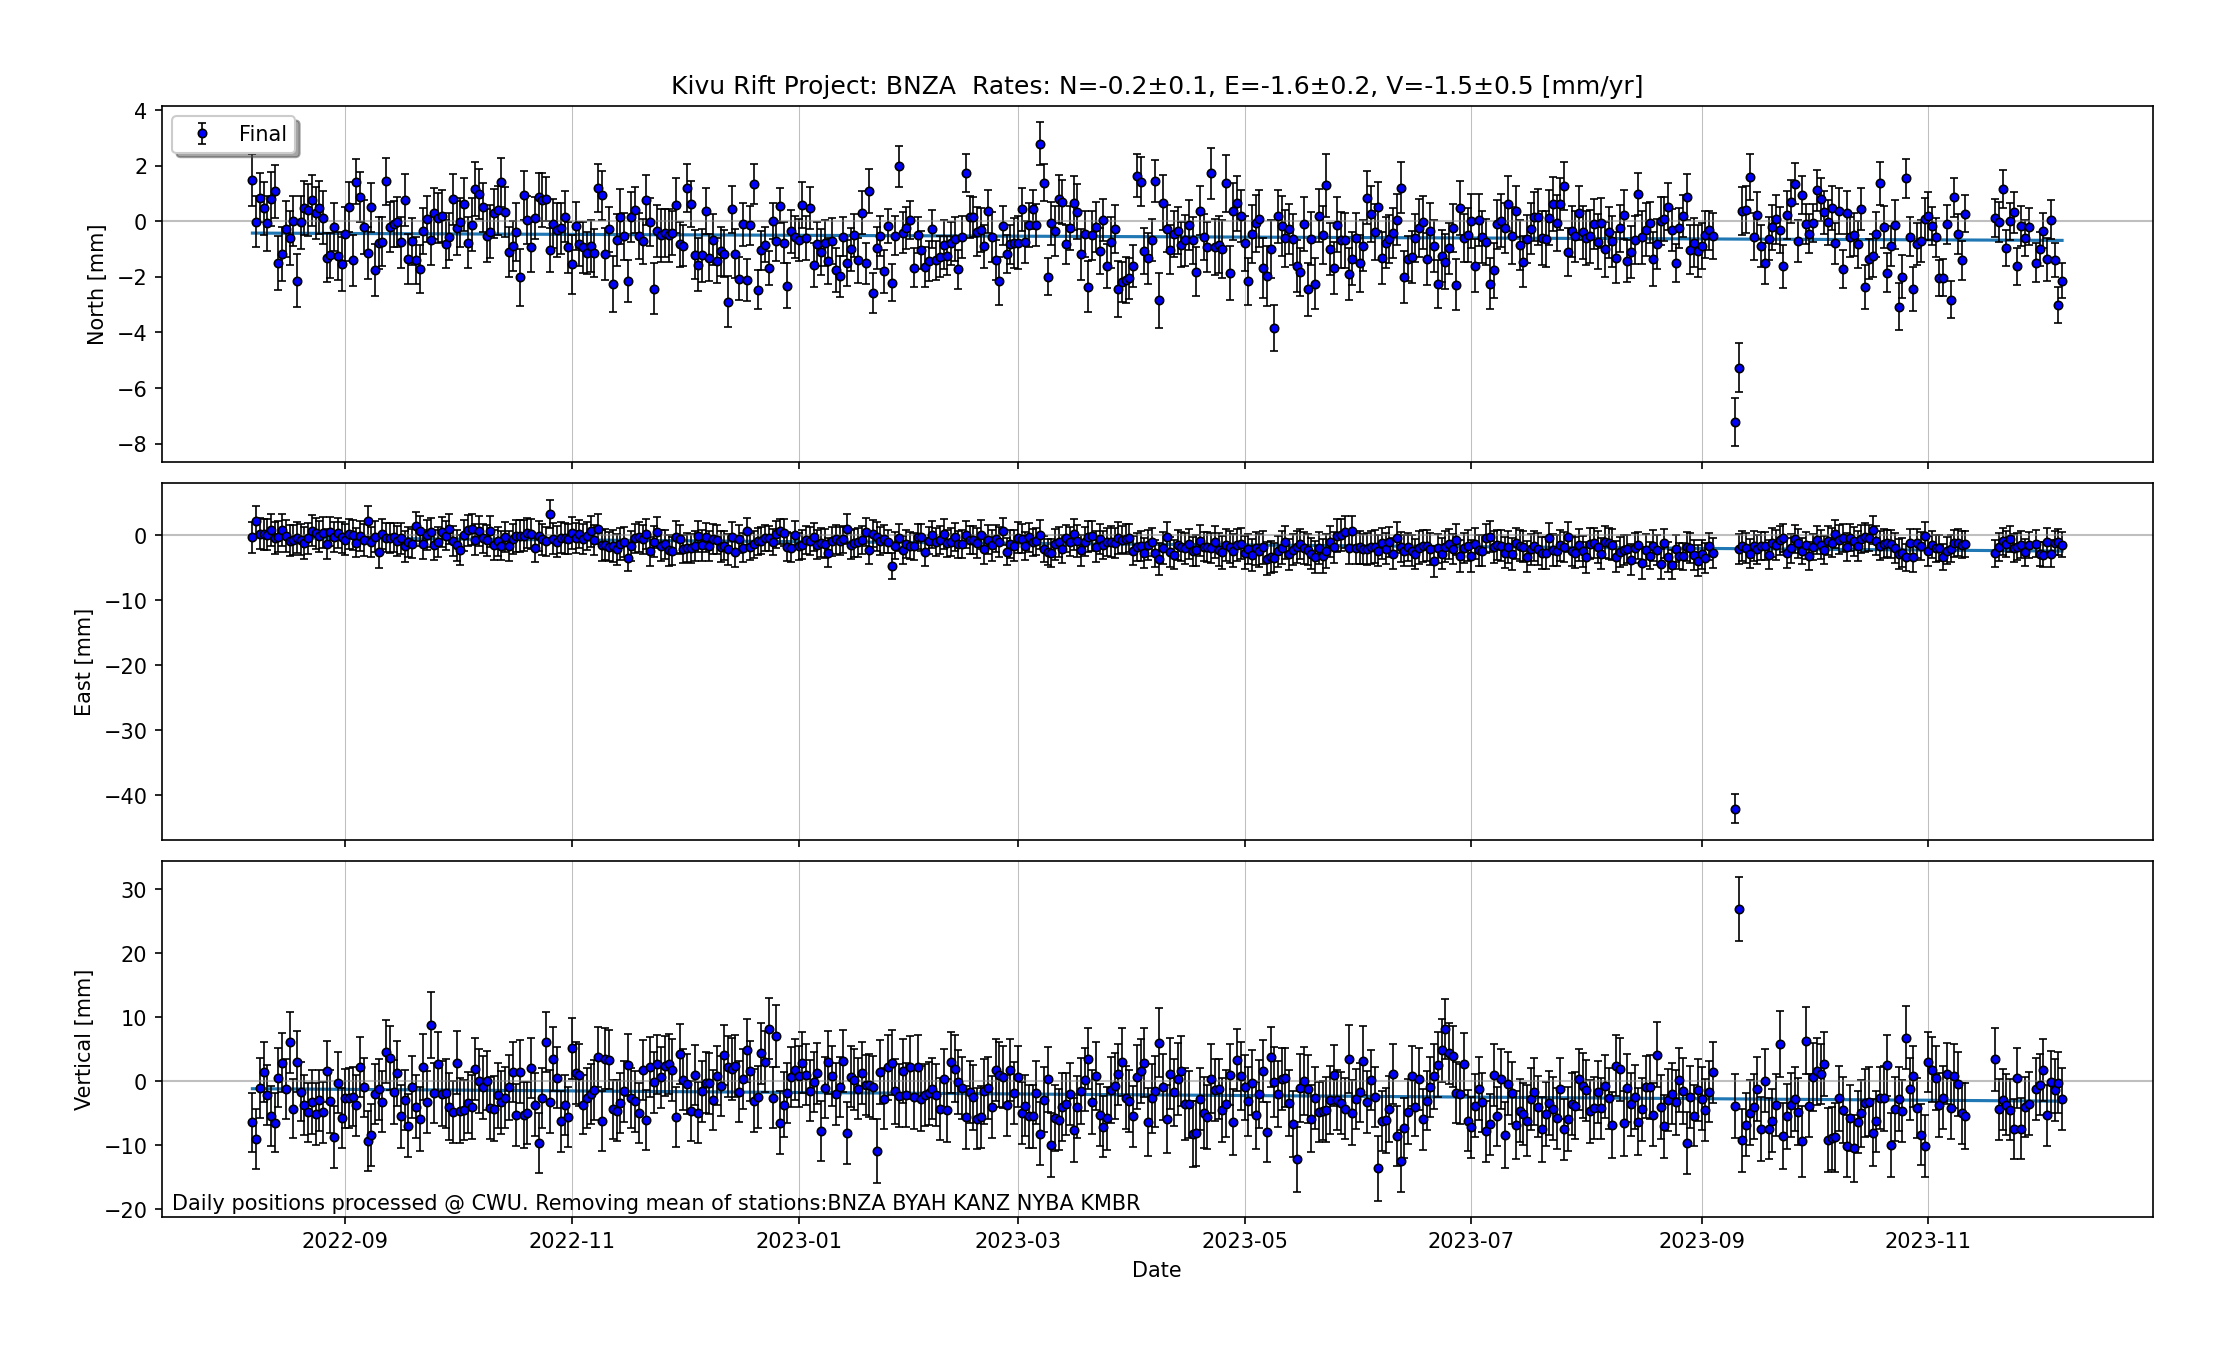 Kivu Rift Project: BNZA  Rates: N=-0.2±0.1, E=-1.6±0.2, V=-1.5±0.5 [mm/yr]
Final
North [mm]
4
2
0
−2
−4
−6
−8
East [mm]
0
−10
−20
−30
−40
Vertical [mm]
30
20
10
0
−10
−20
Daily positions processed @ CWU. Removing mean of stations:BNZA BYAH KANZ NYBA KMBR
2022-09 2022-11 2023-01 2023-03 2023-05 2023-07 2023-09 2023-11
Date